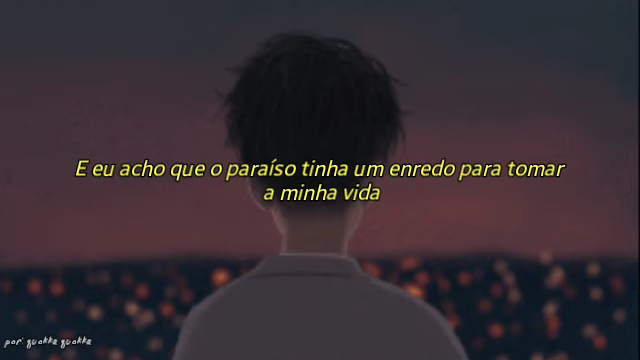 E eu acho que o paraíso tinha um enredo para tomar
a minha vida
por: quokka quokka